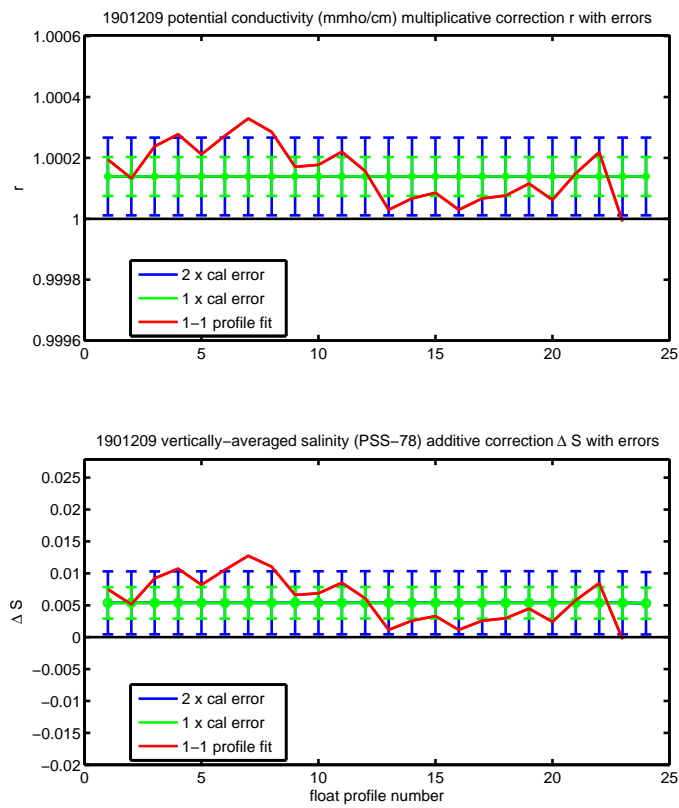 1901209 potential conductivity (mmho/cm) multiplicative correction r with errors
1.0006
1.0004
1.0002
1
0.9998
0.9996
r
2 x cal error
1 x cal error
1−1 profile fit
0
5
10
15
20
25
1901209 vertically−averaged salinity (PSS−78) additive correction Δ S with errors
0.025
0.02
0.015
0.01
0.005
0
−0.005
−0.01
−0.015
−0.02
Δ S
2 x cal error
1 x cal error
1−1 profile fit
0
5
10
15
20
25
float profile number